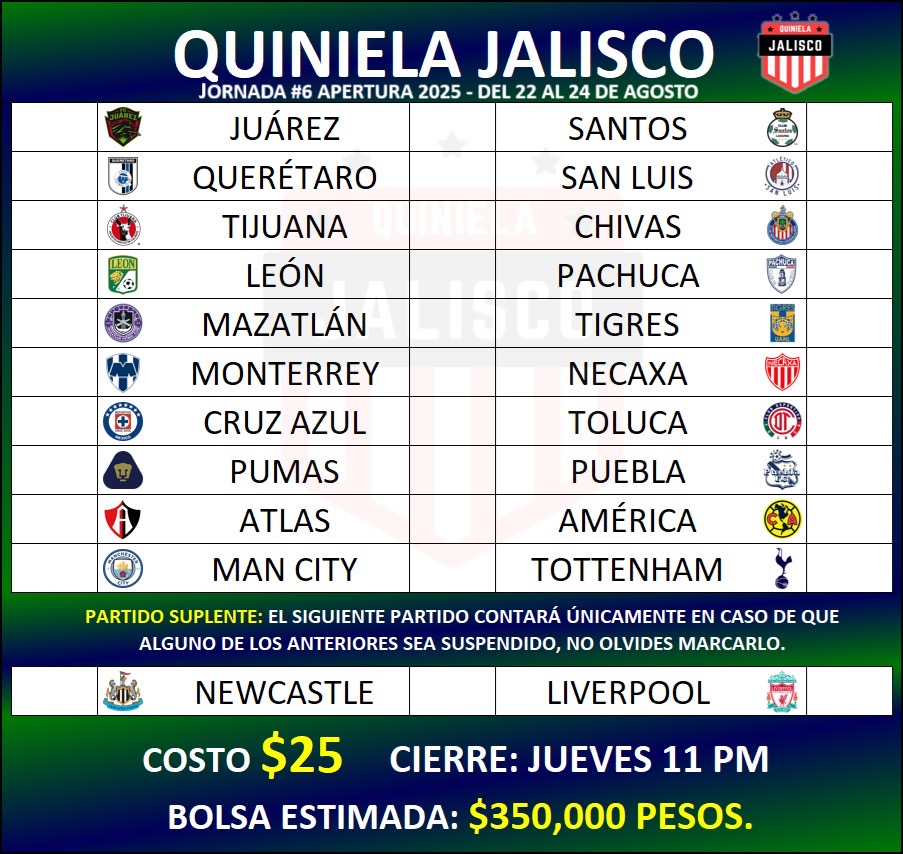 QUINIELA JALISCO
QUINIELA
JALISCO
JORNADA #6 APERTURA 2025 - DEL 22 AL 24 DE AGOSTO
JUÁREZ SANTOS
QUERÉTARO SAN LUIS
TIJUANA CHIVAS
LEÓN PACHUCA
MAZATLÁN TIGRES
MONTERREY NECAXA
CRUZ AZUL TOLUCA
PUMAS PUEBLA
ATLAS AMÉRICA
MAN CITY TOTTENHAM
QUINIELA
JALISCO
PARTIDO SUPLENTE: EL SIGUIENTE PARTIDO CONTARÁ ÚNICAMENTE EN CASO DE QUE
ALGUNO DE LOS ANTERIORES SEA SUSPENDIDO, NO OLVIDES MARCARLO.
NEWCASTLE LIVERPOOL
COSTO $25 CIERRE: JUEVES 11 PM
BOLSA ESTIMADA: $350,000 PESOS.